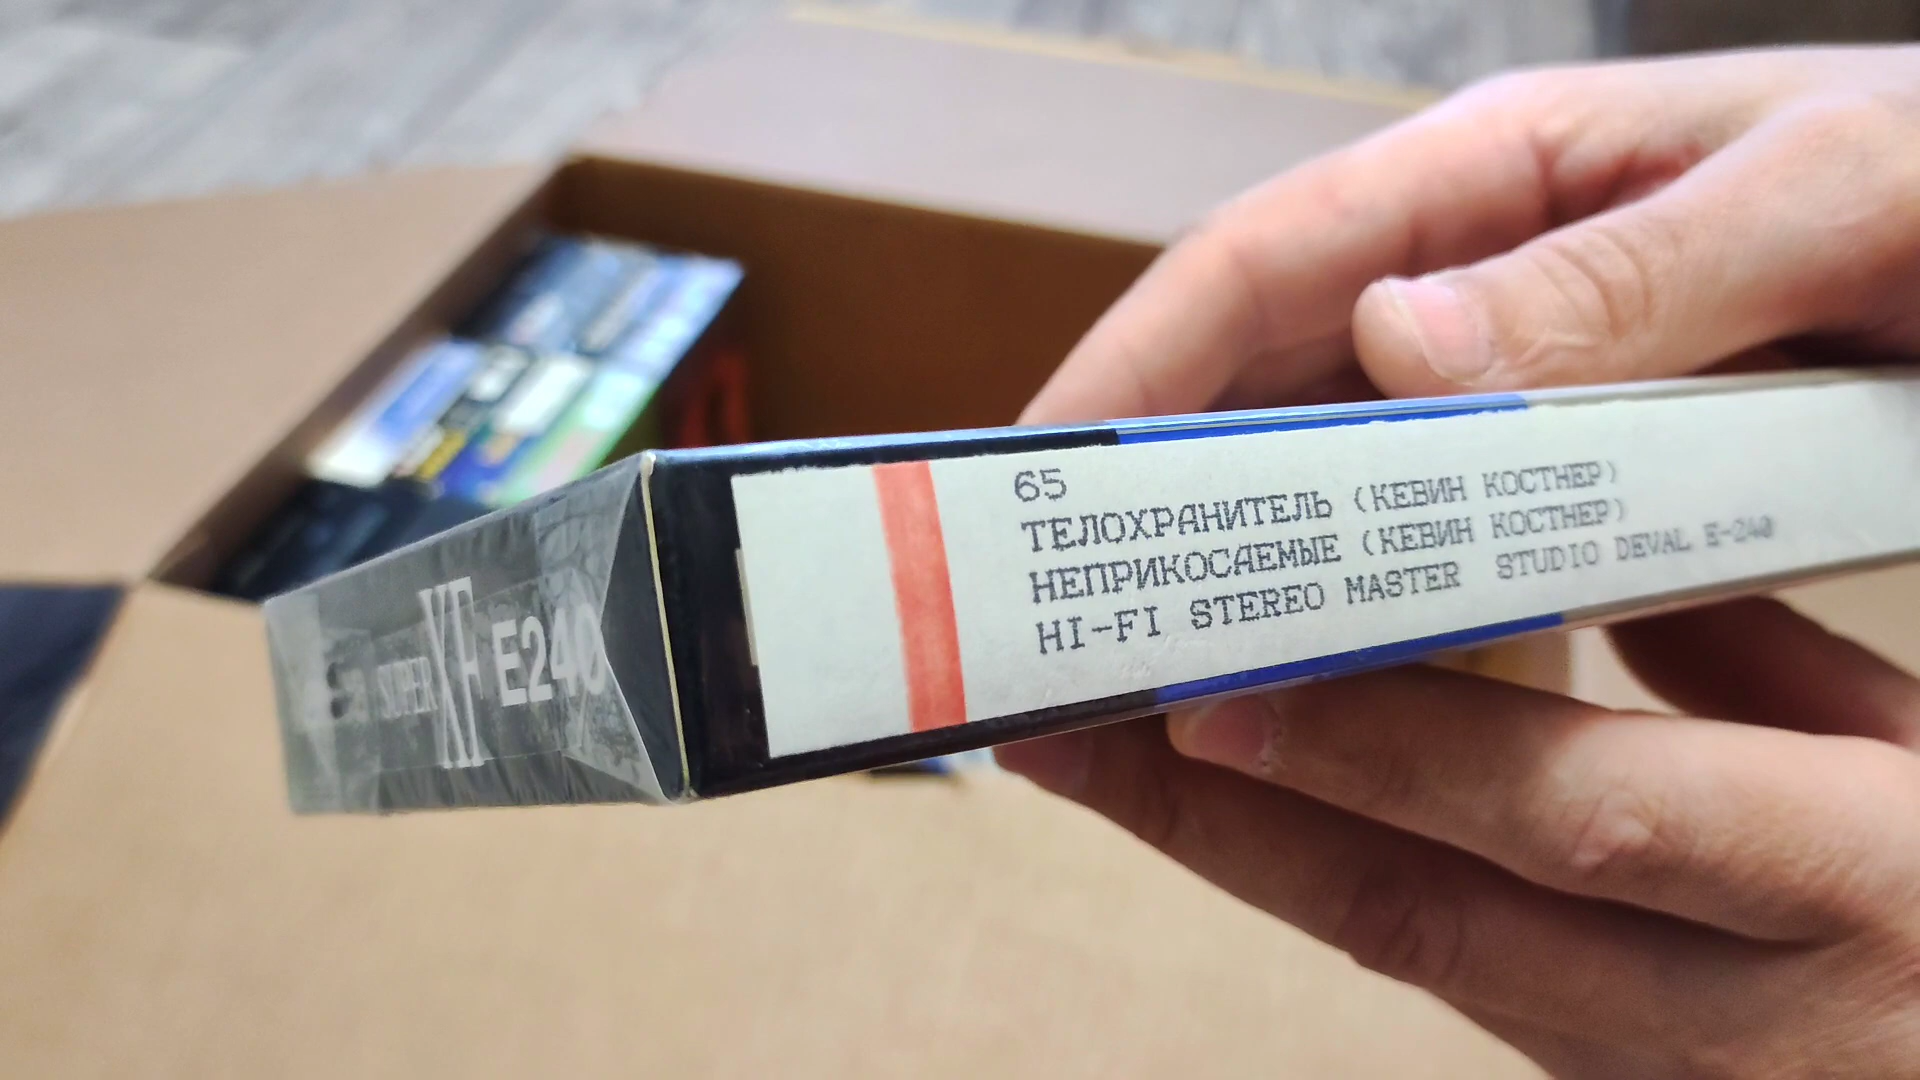 65
ТЕЛОХРАНИТЕЛЬ (КЕВИН КОСТНЕР)
НЕПРИКОСАЕМЫЕ (КЕВИН КОСТНЕР)
HI-FI STEREO MASTER STUDIO DEVAL E-240
SUPER XF E240